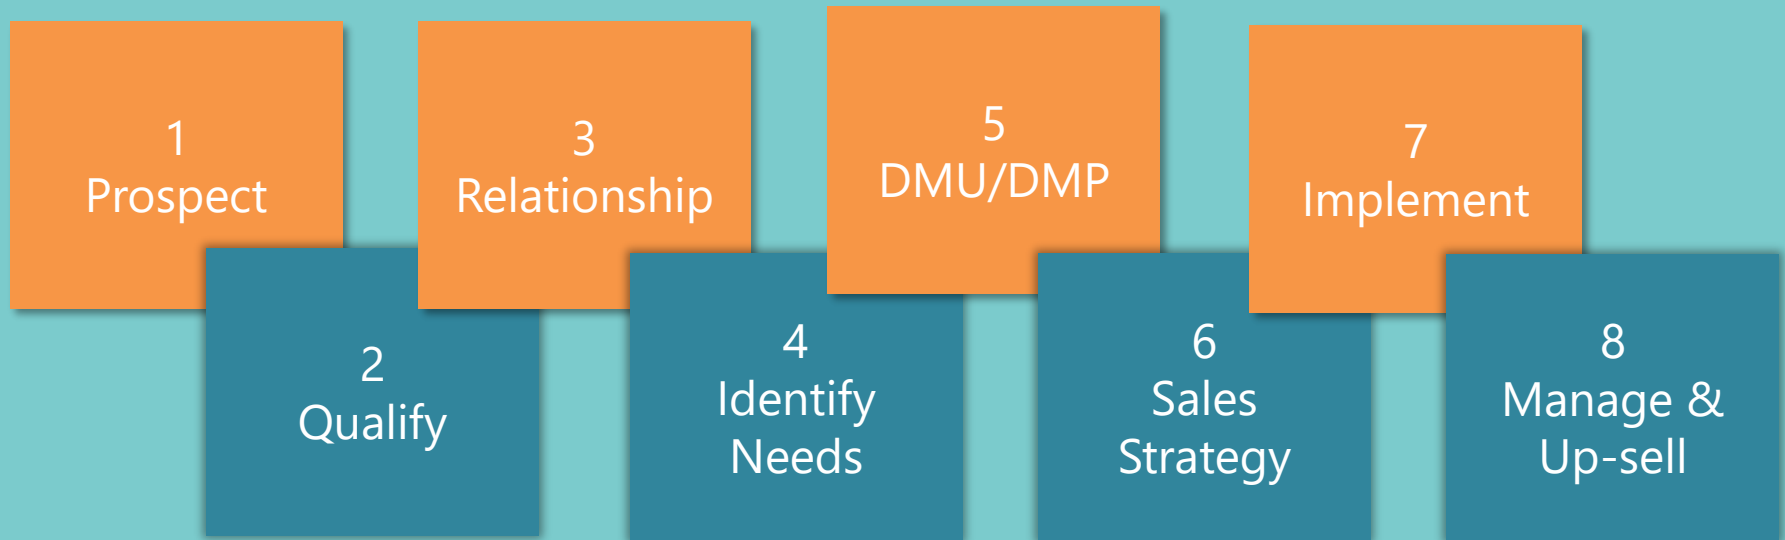 1
Prospect
2
Qualify
3
Relationship
4
Identify
Needs
5
DMU/DMP
6
Sales
Strategy
7
Implement
8
Manage &
Up-sell